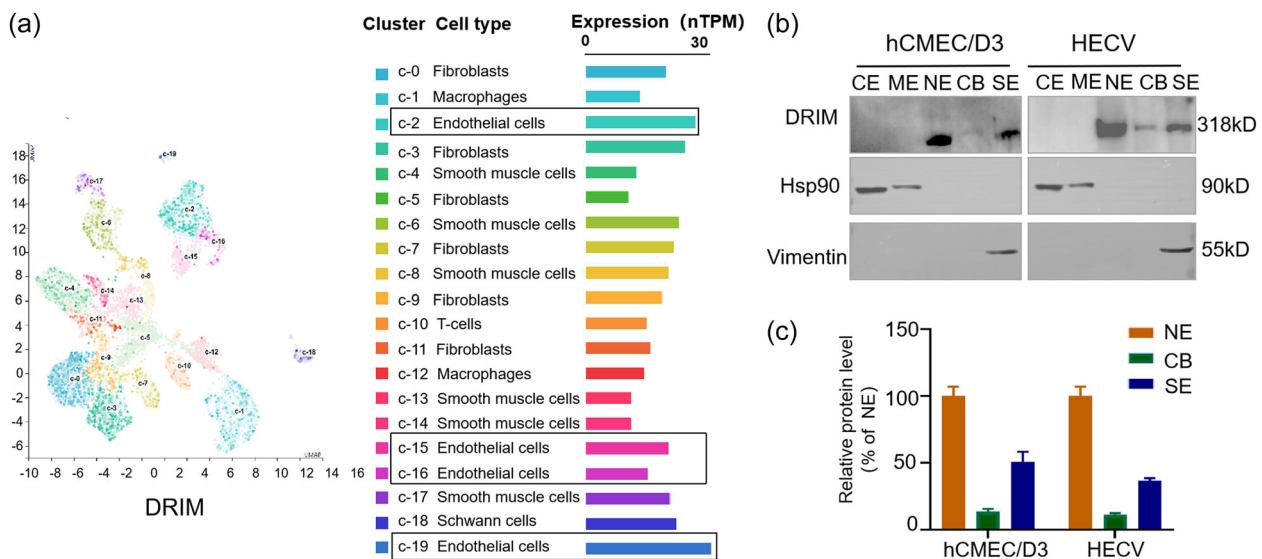 (a)
Cluster Cell type Expression (nTPM)
0 30
c-0 Fibroblasts
c-1 Macrophages
c-2 Endothelial cells
c-3 Fibroblasts
c-4 Smooth muscle cells
c-5 Fibroblasts
c-6 Smooth muscle cells
c-7 Fibroblasts
c-8 Smooth muscle cells
c-9 Fibroblasts
c-10 T-cells
c-11 Fibroblasts
c-12 Macrophages
c-13 Smooth muscle cells
c-14 Smooth muscle cells
c-15 Endothelial cells
c-16 Endothelial cells
c-17 Smooth muscle cells
c-18 Schwann cells
c-19 Endothelial cells
18
16
14
12
10
8
6
4
2
0
-2
-4
-6
-10 -8 -6 -4 -2 0 2 4 6 8 10 12 14 16
UMAP
c-19
c-17
c-2
c-6
c-16
c-15
c-8
c-4
c-14
c-13
c-11
c-5
c-12
c-9
c-10
c-18
c-0
c-7
c-3
c-1
DRIM
(b)
hCMEC/D3 HECV
CE ME NE CB SE CE ME NE CB SE
DRIM 318kD
Hsp90 90kD
Vimentin 55kD
(c)
Relative protein level
(% of NE)
150
100
50
0
NE
CB
SE
hCMEC/D3 HECV